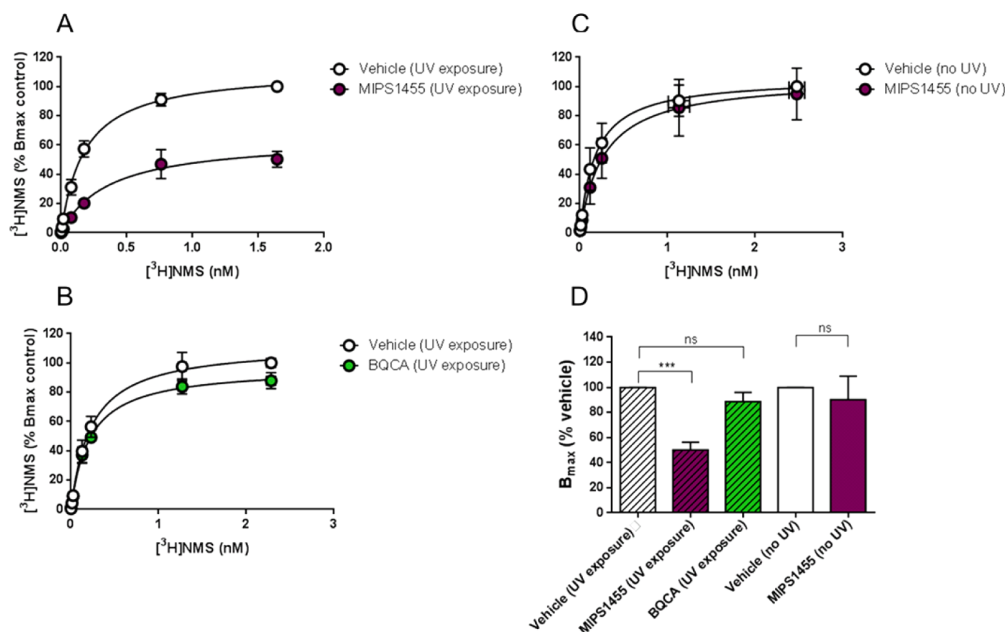 A
[³H]NMS (% Bmax control)
120
100
80
60
40
20
0
0.0 0.5 1.0 1.5 2.0
[³H]NMS (nM)
Vehicle (UV exposure)
MIPS1455 (UV exposure)
C
120
100
80
60
40
20
0
0 1 2 3
[³H]NMS (nM)
Vehicle (no UV)
MIPS1455 (no UV)
B
[³H]NMS (% Bmax control)
120
100
80
60
40
20
0
0 1 2 3
[³H]NMS (nM)
Vehicle (UV exposure)
BQCA (UV exposure)
D
Bmax (% vehicle)
140
120
100
80
60
40
20
0
ns
***
ns
Vehicle (UV exposure)
MIPS1455 (UV exposure)
BQCA (UV exposure)
Vehicle (no UV)
MIPS1455 (no UV)